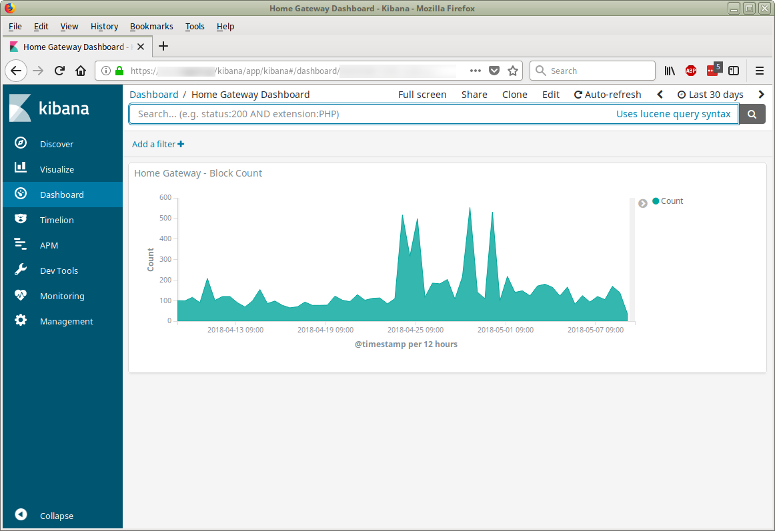 Home Gateway Dashboard - Kibana - Mozilla Firefox
File Edit View History Bookmarks Tools Help
Home Gateway Dashboard -
https:// /kibana/app/kibana#/dashboard/
Search
ABP
5
kibana
Discover
Visualize
Dashboard
Timelion
APM
Dev Tools
Monitoring
Management
Collapse
Dashboard / Home Gateway Dashboard Full screen Share Clone Edit Auto-refresh Last 30 days
Search... (e.g. status:200 AND extension:PHP) Uses lucene query syntax
Add a filter +
Home Gateway - Block Count
600
500
400
300
200
100
0
Count
2018-04-13 09:00 2018-04-19 09:00 2018-04-25 09:00 2018-05-01 09:00 2018-05-07 09:00
@timestamp per 12 hours
Count